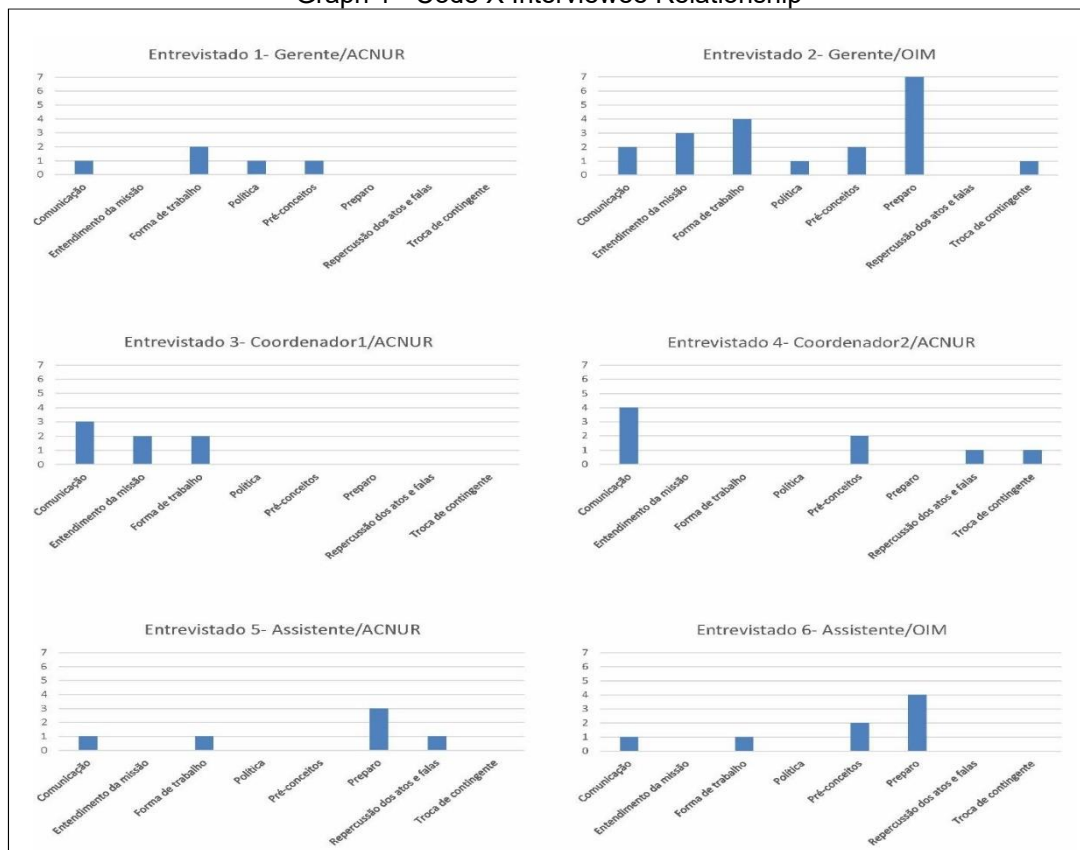 Graph 1 - Code X Interviewee Relationship
Entrevistado 1- Gerente/ACNUR
7
6
5
4
3
2
1
0
Comunicação
Entendimento da missão
Forma de trabalho
Política
Pré-conceitos
Preparo
Repercussão dos atos e falas
Troca de contingente
Entrevistado 2- Gerente/OIM
7
6
5
4
3
2
1
0
Comunicação
Entendimento da missão
Forma de trabalho
Política
Pré-conceitos
Preparo
Repercussão dos atos e falas
Troca de contingente
Entrevistado 3- Coordenador1/ACNUR
7
6
5
4
3
2
1
0
Comunicação
Entendimento da missão
Forma de trabalho
Política
Pré-conceitos
Preparo
Repercussão dos atos e falas
Troca de contingente
Entrevistado 4- Coordenador2/ACNUR
7
6
5
4
3
2
1
0
Comunicação
Entendimento da missão
Forma de trabalho
Política
Pré-conceitos
Preparo
Repercussão dos atos e falas
Troca de contingente
Entrevistado 5- Assistente/ACNUR
7
6
5
4
3
2
1
0
Comunicação
Entendimento da missão
Forma de trabalho
Política
Pré-conceitos
Preparo
Repercussão dos atos e falas
Troca de contingente
Entrevistado 6- Assistente/OIM
7
6
5
4
3
2
1
0
Comunicação
Entendimento da missão
Forma de trabalho
Política
Pré-conceitos
Preparo
Repercussão dos atos e falas
Troca de contingente